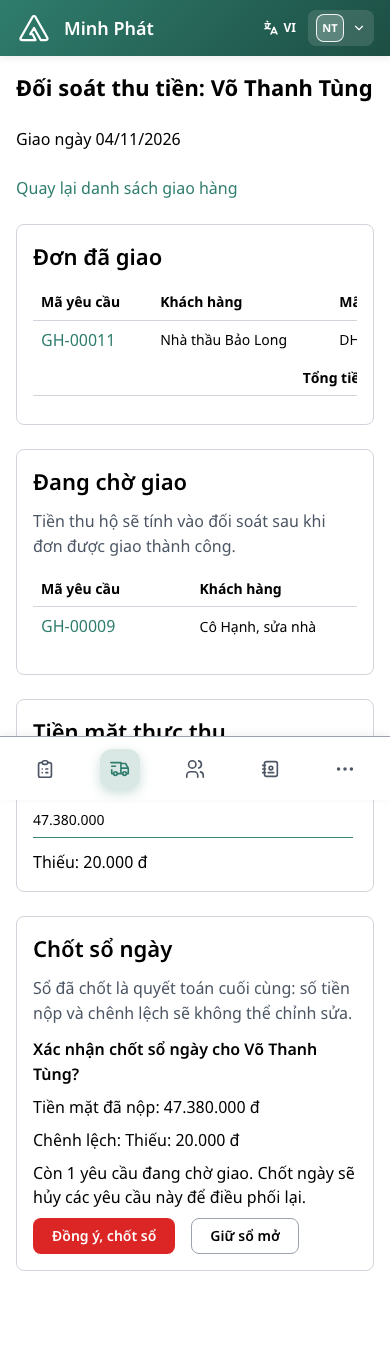 Minh Phát
VI
NT
Đối soát thu tiền: Võ Thanh Tùng
Giao ngày 04/11/2026
Quay lại danh sách giao hàng
Đơn đã giao
Mã yêu cầu Khách hàng
GH-00011 Nhà thầu Bảo Long
Đang chờ giao
Tiền thu hộ sẽ tính vào đối soát sau khi
đơn được giao thành công.
Mã yêu cầu Khách hàng
GH-00009 Cô Hạnh, sửa nhà
Tiền mặt thực thu
47.380.000
Thiếu: 20.000 đ
Chốt sổ ngày
Sổ đã chốt là quyết toán cuối cùng: số tiền
nộp và chênh lệch sẽ không thể chỉnh sửa.
Xác nhận chốt sổ ngày cho Võ Thanh
Tùng?
Tiền mặt đã nộp: 47.380.000 đ
Chênh lệch: Thiếu: 20.000 đ
Còn 1 yêu cầu đang chờ giao. Chốt ngày sẽ
hủy các yêu cầu này để điều phối lại.
Đồng ý, chốt sổ
Giữ sổ mở